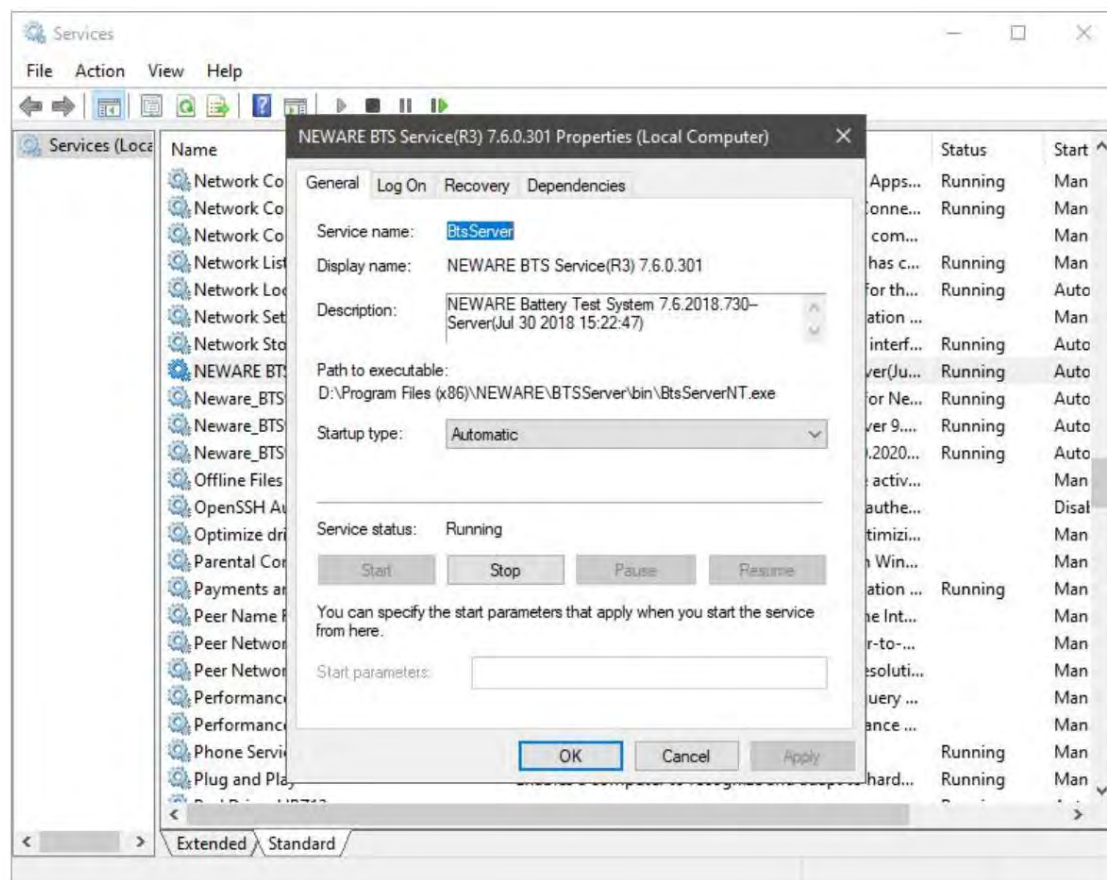 Services
File Action View Help
Services (Loca
Name Status Start
Network Co Apps... Running Man
Network Co Conne... Running Man
Network Co com... Man
Network List has c... Running Man
Network Loc for th... Running Auto
Network Set ation ... Man
Network Sto interf... Running Auto
NEWARE BT ver(Ju... Running Auto
Neware_BTS for Ne... Running Auto
Neware_BTS ver 9.... Running Auto
Neware_BTS .2020... Running Auto
Offline Files activ... Man
OpenSSH Au authe... Disab
Optimize dri timizi... Man
Parental Cor Win... Man
Payments ar ation ... Running Man
Peer Name ne Int... Man
Peer Networ r-to-... Man
Peer Networ esoluti... Man
Performance uery ... Man
Performance ance ... Man
Phone Servi Running Man
Plug and Play hard... Running Man
Extended Standard
NEWARE BTS Service(R3) 7.6.0.301 Properties (Local Computer)
General Log On Recovery Dependencies
Service name: BtsServer
Display name: NEWARE BTS Service(R3) 7.6.0.301
Description: NEWARE Battery Test System 7.6.2018.730--
Server(Jul 30 2018 15:22:47)
Path to executable:
D:\Program Files (x86)\NEWARE\BTSServer\bin\BtsServerNT.exe
Startup type: Automatic
Service status: Running
Start Stop Pause Resume
You can specify the start parameters that apply when you start the service
from here.
Start parameters:
OK Cancel Apply